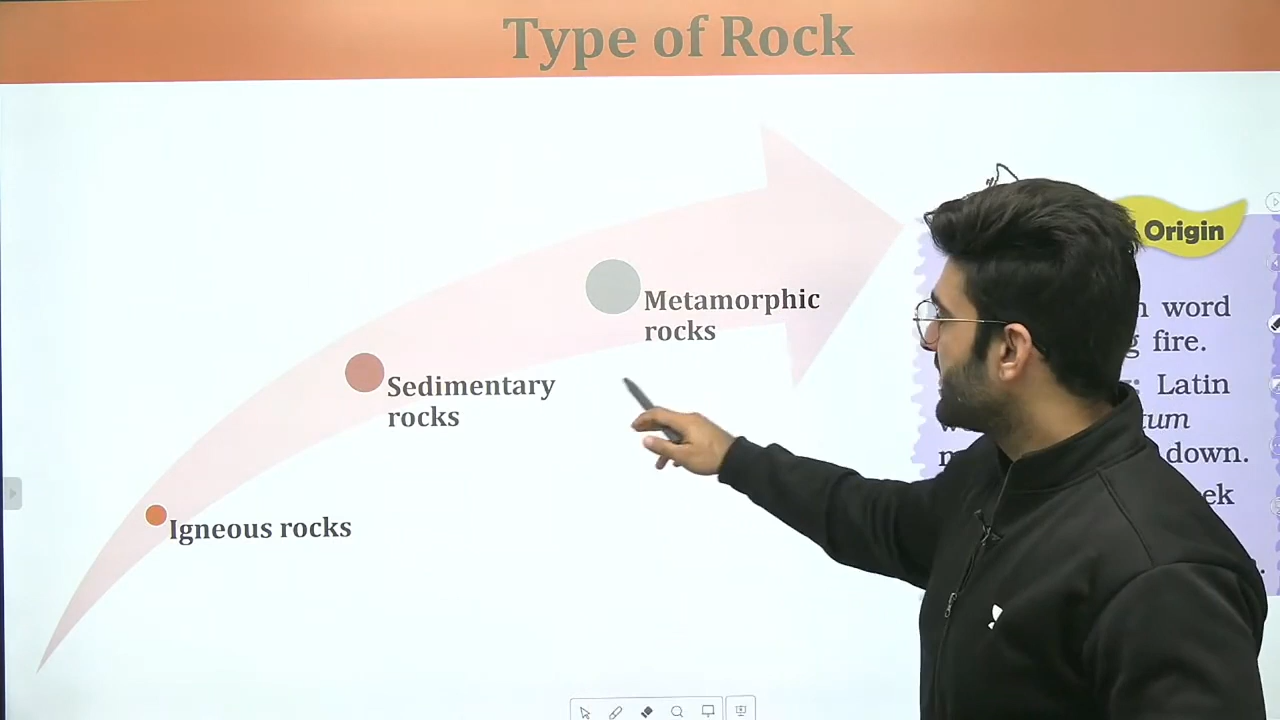 Type of Rock
Origin
word
fire.
Metamorphic
rocks
Latin
Sedimentary
rocks
down.
Igneous rocks